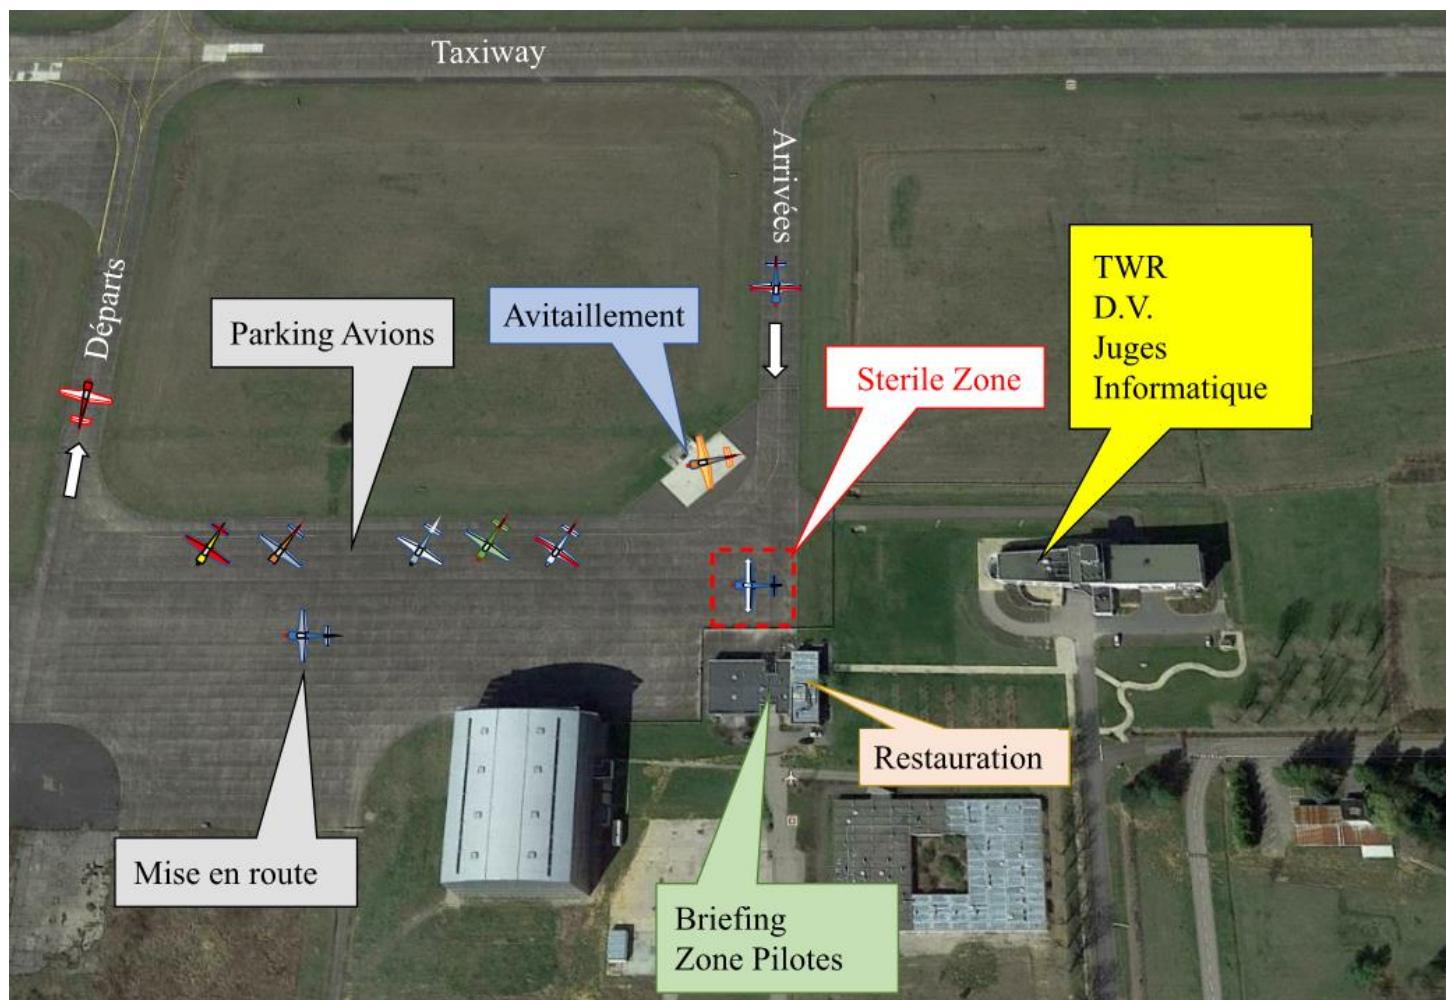 Taxiway
Arrivées
Départs
TWR
D.V.
Juges
Informatique
Avitaillement
Parking Avions
Sterile Zone
Restauration
Mise en route
Briefing
Zone Pilotes